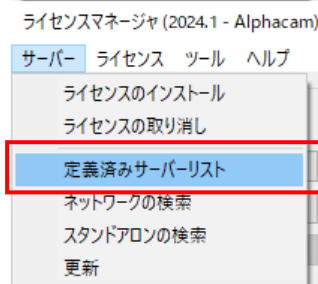 ライセンスマネージャ (2024.1 - Alphacam)
サーバー ライセンス ツール ヘルプ
ライセンスのインストール
ライセンスの取り消し
定義済みサーバーリスト
ネットワークの検索
スタンドアロンの検索
更新